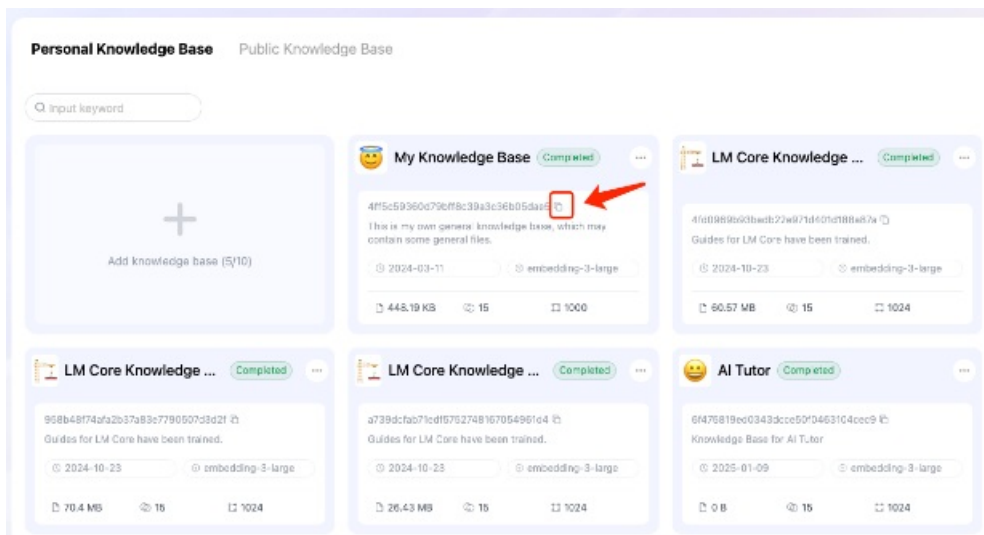 Personal Knowledge Base Public Knowledge Base
Input keyword
Add knowledge base (5/10)
My Knowledge Base Completed
This is my own general knowledge base, which may
contain some general files.
2024-03-11 embedding-3-large
448.19 KB 15 1000
LM Core Knowledge ... Completed
Guides for LM Core have been trained.
2024-10-23 embedding-3-large
60.57 MB 15 1024
LM Core Knowledge ... Completed
Guides for LM Core have been trained.
2024-10-23 embedding-3-large
70.4 MB 15 1024
LM Core Knowledge ... Completed
Guides for LM Core have been trained.
2024-10-23 embedding-3-large
26.43 MB 15 1024
AI Tutor Completed
Knowledge Base for AI Tutor
2025-01-09 embedding-3-large
0 B 15 1024